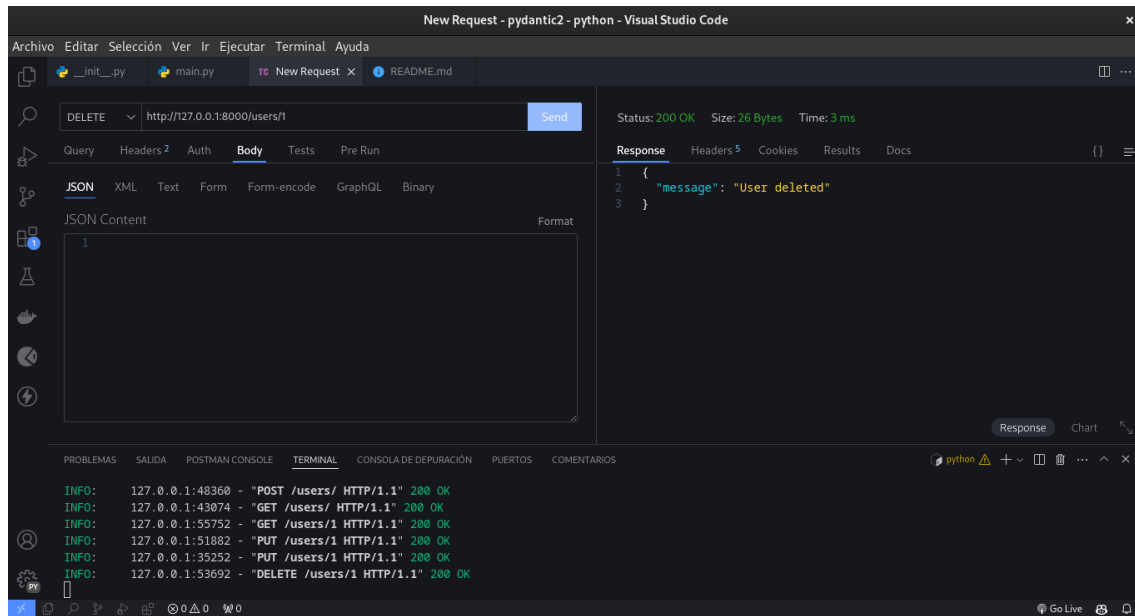 New Request - pydantic2 - python - Visual Studio Code
Archivo Editar Selección Ver Ir Ejecutar Terminal Ayuda
__init__.py main.py TC New Request README.md
DELETE http://127.0.0.1:8000/users/1 Send
Status: 200 OK Size: 26 Bytes Time: 3 ms
Query Headers 2 Auth Body Tests Pre Run
Response Headers 5 Cookies Results Docs
JSON XML Text Form Form-encode GraphQL Binary
1 {
2 "message": "User deleted"
3 }
JSON Content Format
1
1
Response Chart
PROBLEMAS SALIDA POSTMAN CONSOLE TERMINAL CONSOLA DE DEPURACIÓN PUERTOS COMENTARIOS python
INFO: 127.0.0.1:48360 - "POST /users/ HTTP/1.1" 200 OK
INFO: 127.0.0.1:43074 - "GET /users/ HTTP/1.1" 200 OK
INFO: 127.0.0.1:55752 - "GET /users/1 HTTP/1.1" 200 OK
INFO: 127.0.0.1:51882 - "PUT /users/1 HTTP/1.1" 200 OK
INFO: 127.0.0.1:35252 - "PUT /users/1 HTTP/1.1" 200 OK
INFO: 127.0.0.1:53692 - "DELETE /users/1 HTTP/1.1" 200 OK
PY
0 0 0 Go Live